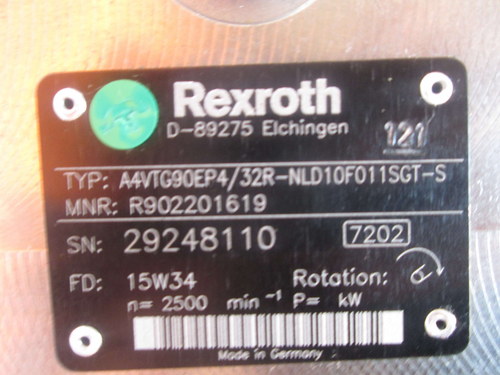 Rexroth
D-89275 Elchingen
121
TYP: A4VTG90EP4/32R-NLD10F011SGT-S
MNR: R902201619
SN: 29248110 7202
FD: 15W34 Rotation:
n= 2500 min⁻¹ P= kW
Made in Germany